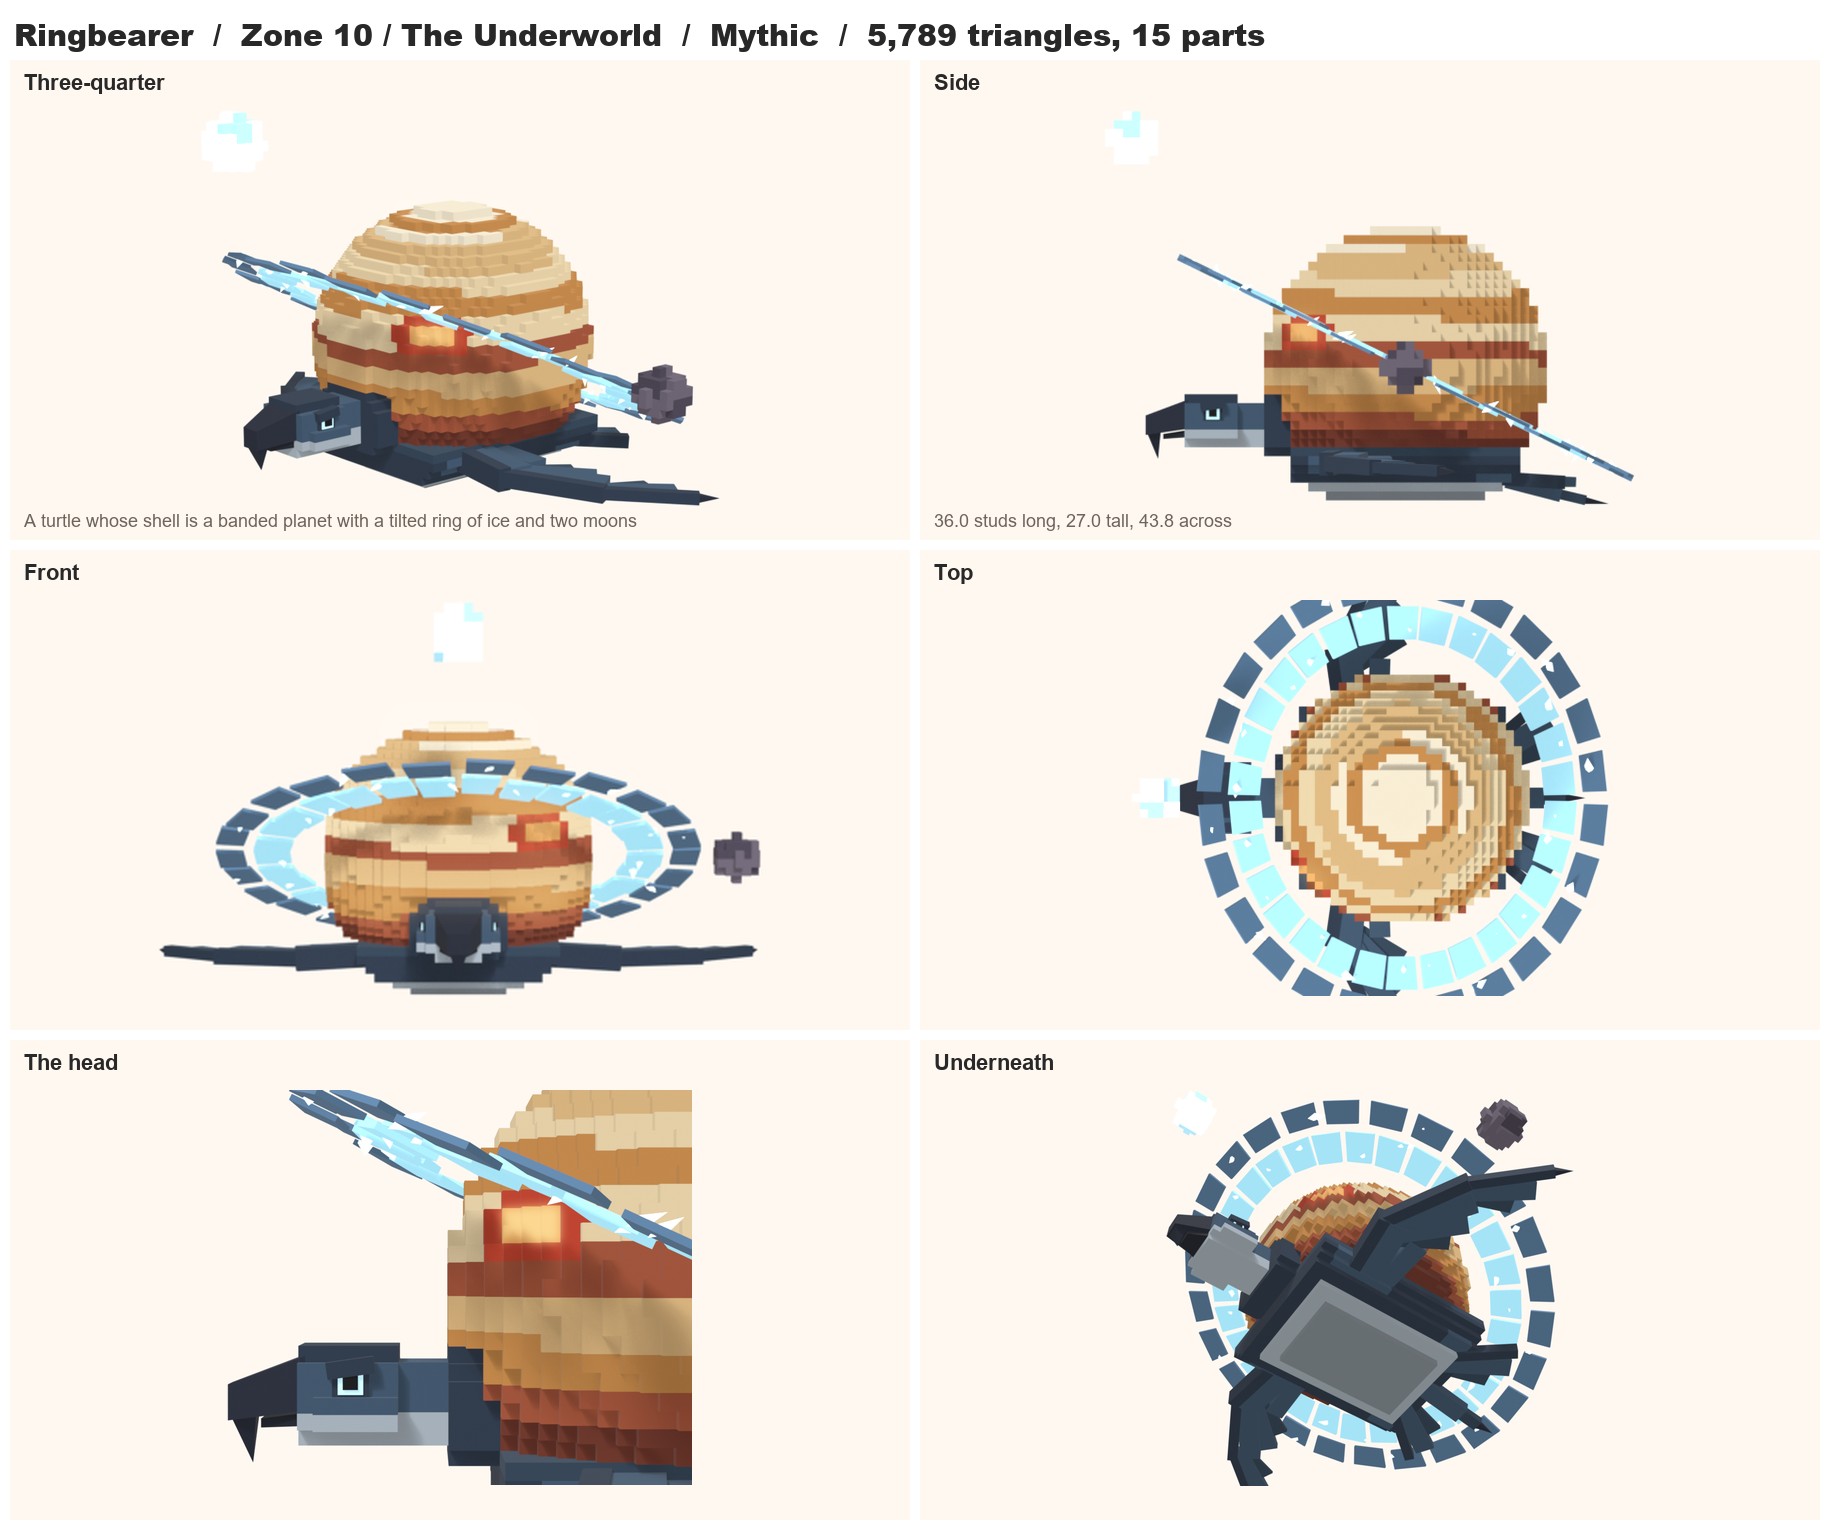 Ringbearer / Zone 10 / The Underworld / Mythic / 5,789 triangles, 15 parts
Three-quarter
Side
A turtle whose shell is a banded planet with a tilted ring of ice and two moons
36.0 studs long, 27.0 tall, 43.8 across
Front
Top
The head
Underneath